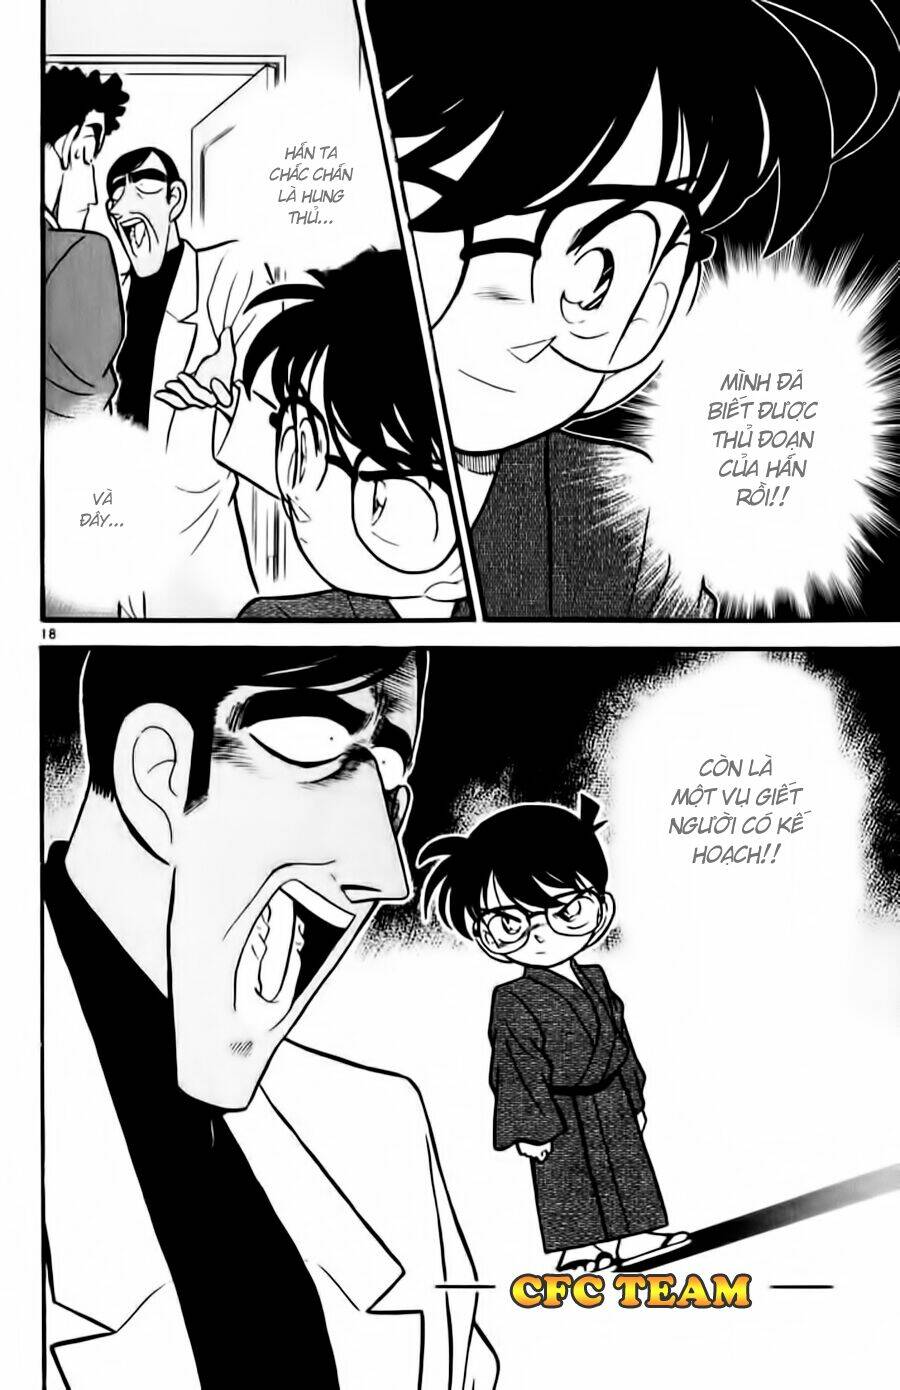 MÌNH ĐÃ
BIẾT ĐƯỢC
THỦ ĐOẠN
CỦA HẮN
RỒI!!
HẮN TA
CHẮC CHẮN
LÀ HUNG
THỦ...
VÀ
ĐÂY...
18
CÒN LÀ
MỘT VỤ GIẾT
NGƯỜI CÓ KẾ
HOẠCH!!
CFC TEAM